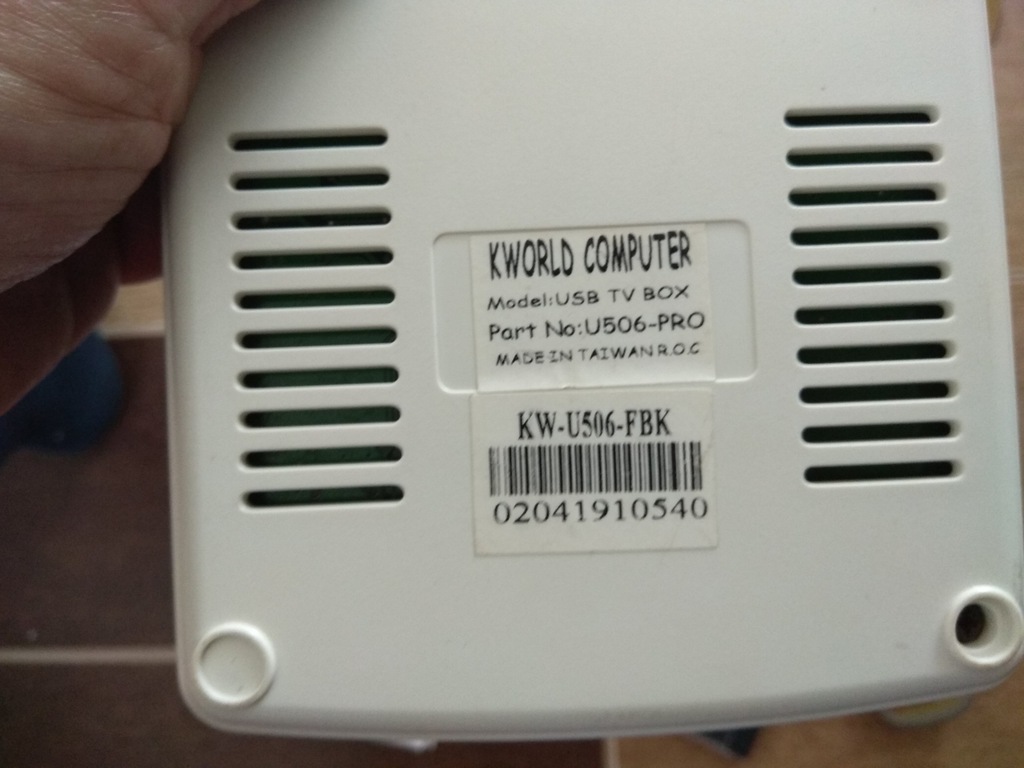 KWORLD COMPUTER
Model:USB TV BOX
Part No:U506-PRO
MADE IN TAIWAN R.O.C
KW-U506-FBK
02041910540